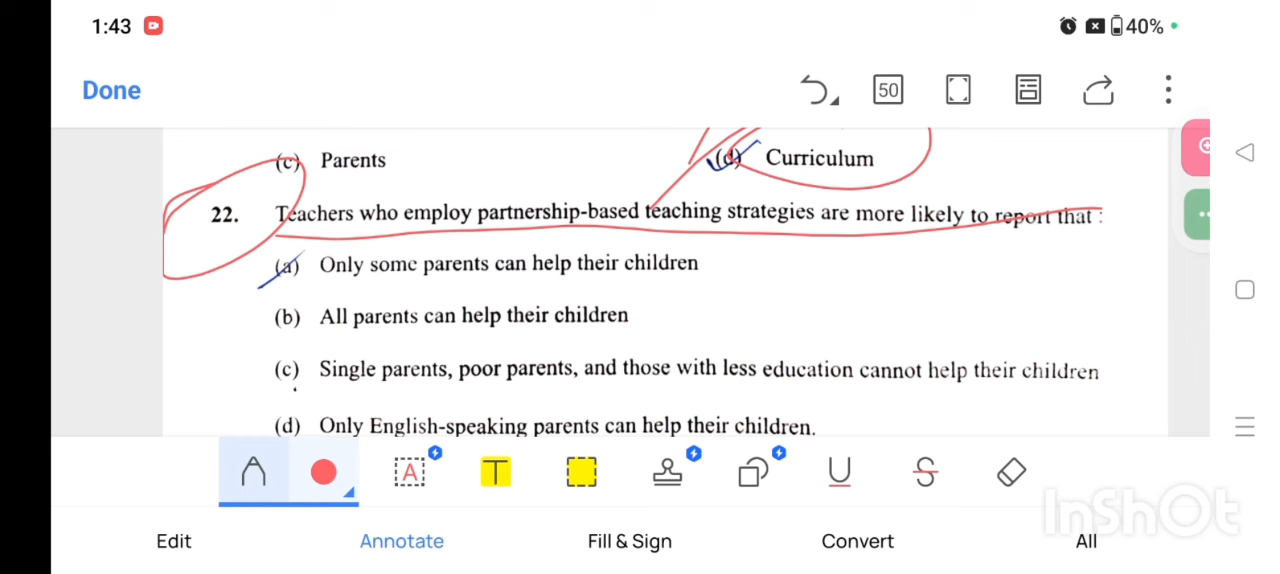 1:43 40%
Done 50
(c) Parents (d) Curriculum
22. Teachers who employ partnership-based teaching strategies are more likely to report that :
(a) Only some parents can help their children
(b) All parents can help their children
(c) Single parents, poor parents, and those with less education cannot help their children
(d) Only English-speaking parents can help their children.
A T U S
InShOt
Edit Annotate Fill & Sign Convert All